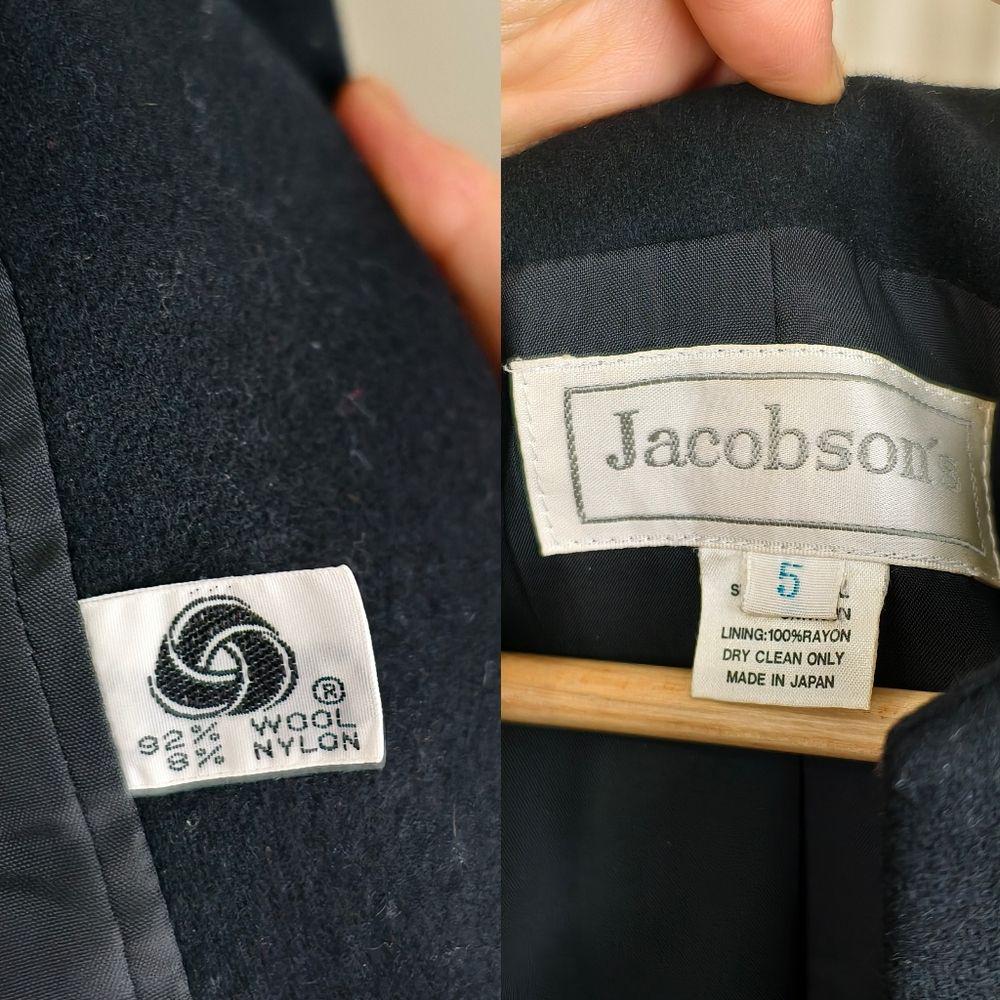 ®
92% WOOL
8% NYLON
Jacobson's
5
LINING:100%RAYON
DRY CLEAN ONLY
MADE IN JAPAN